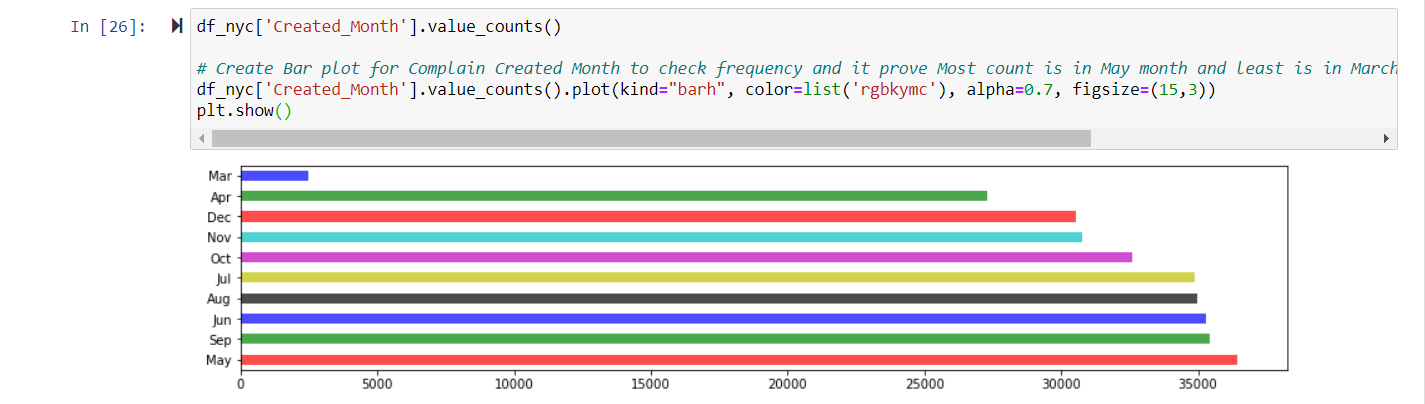 In [26]:
df_nyc['Created_Month'].value_counts()
# Create Bar plot for Complain Created Month to check frequency and it prove Most count is in May month and least is in March
df_nyc['Created_Month'].value_counts().plot(kind="barh", color=list('rgbkymc'), alpha=0.7, figsize=(15,3))
plt.show()
Mar
Apr
Dec
Nov
Oct
Jul
Aug
Jun
Sep
May
0 5000 10000 15000 20000 25000 30000 35000